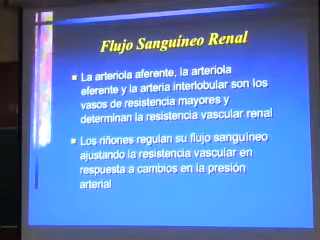 Flujo Sanguíneo Renal
La arteriola aferente, la arteriola
eferente y la arteria interlobular son los
vasos de resistencia mayores y
determinan la resistencia vascular renal
Los riñones regulan su flujo sanguíneo
ajustando la resistencia vascular en
respuesta a cambios en la presión
arterial